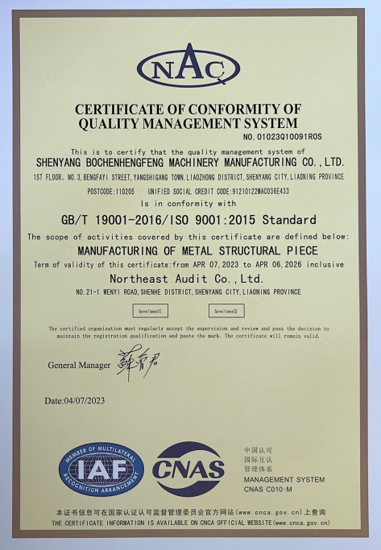 NAC
CERTIFICATE OF CONFORMITY OF
QUALITY MANAGEMENT SYSTEM
NO. 01023Q10091R0S
This is to certify that the quality management system of
SHENYANG BOCHENHENGFENG MACHINERY MANUFACTURING CO., LTD.
1ST FLOOR, NO.3, BENGFAYI STREET, YANGSHIGANG TOWN, LIAOZHONG DISTRICT, SHENYANG CITY, LIAONING PROVINCE
POSTCODE:110205 UNIFIED SOCIAL CREDIT CODE:91210122MAC036E433
Is in conformity with
GB/T 19001-2016/ISO 9001:2015 Standard
The scope of activities covered by this certificate are defined below:
MANUFACTURING OF METAL STRUCTURAL PIECE
Term of validity of this certificate:from APR 07,2023 to APR 06,2026 inclusive
Northeast Audit Co., Ltd.
NO. 21-1 WENYI ROAD, SHENHE DISTRICT, SHENYANG CITY, LIAONING PROVINCE
The certified organization must regularly accept the supervision and review and pass the decision to
maintain the registration qualification and paste the mark. The certificate will remain valid.
General Manager
Date:04/07/2023
MEMBER OF MULTILATERAL
IAF
RECOGNITION ARRANGEMENT
CNAS
中国认可
国际互认
管理体系
MANAGEMENT SYSTEM
CNAS C010-M
本证书信息可在国家认证认可监督管理委员会官方网站(www.cnca.gov.cn)上查询
THE CERTIFICATE INFORMATION IS AVAILABLE ON CNCA OFFICIAL WEBSITE(www.cnca.gov.cn)